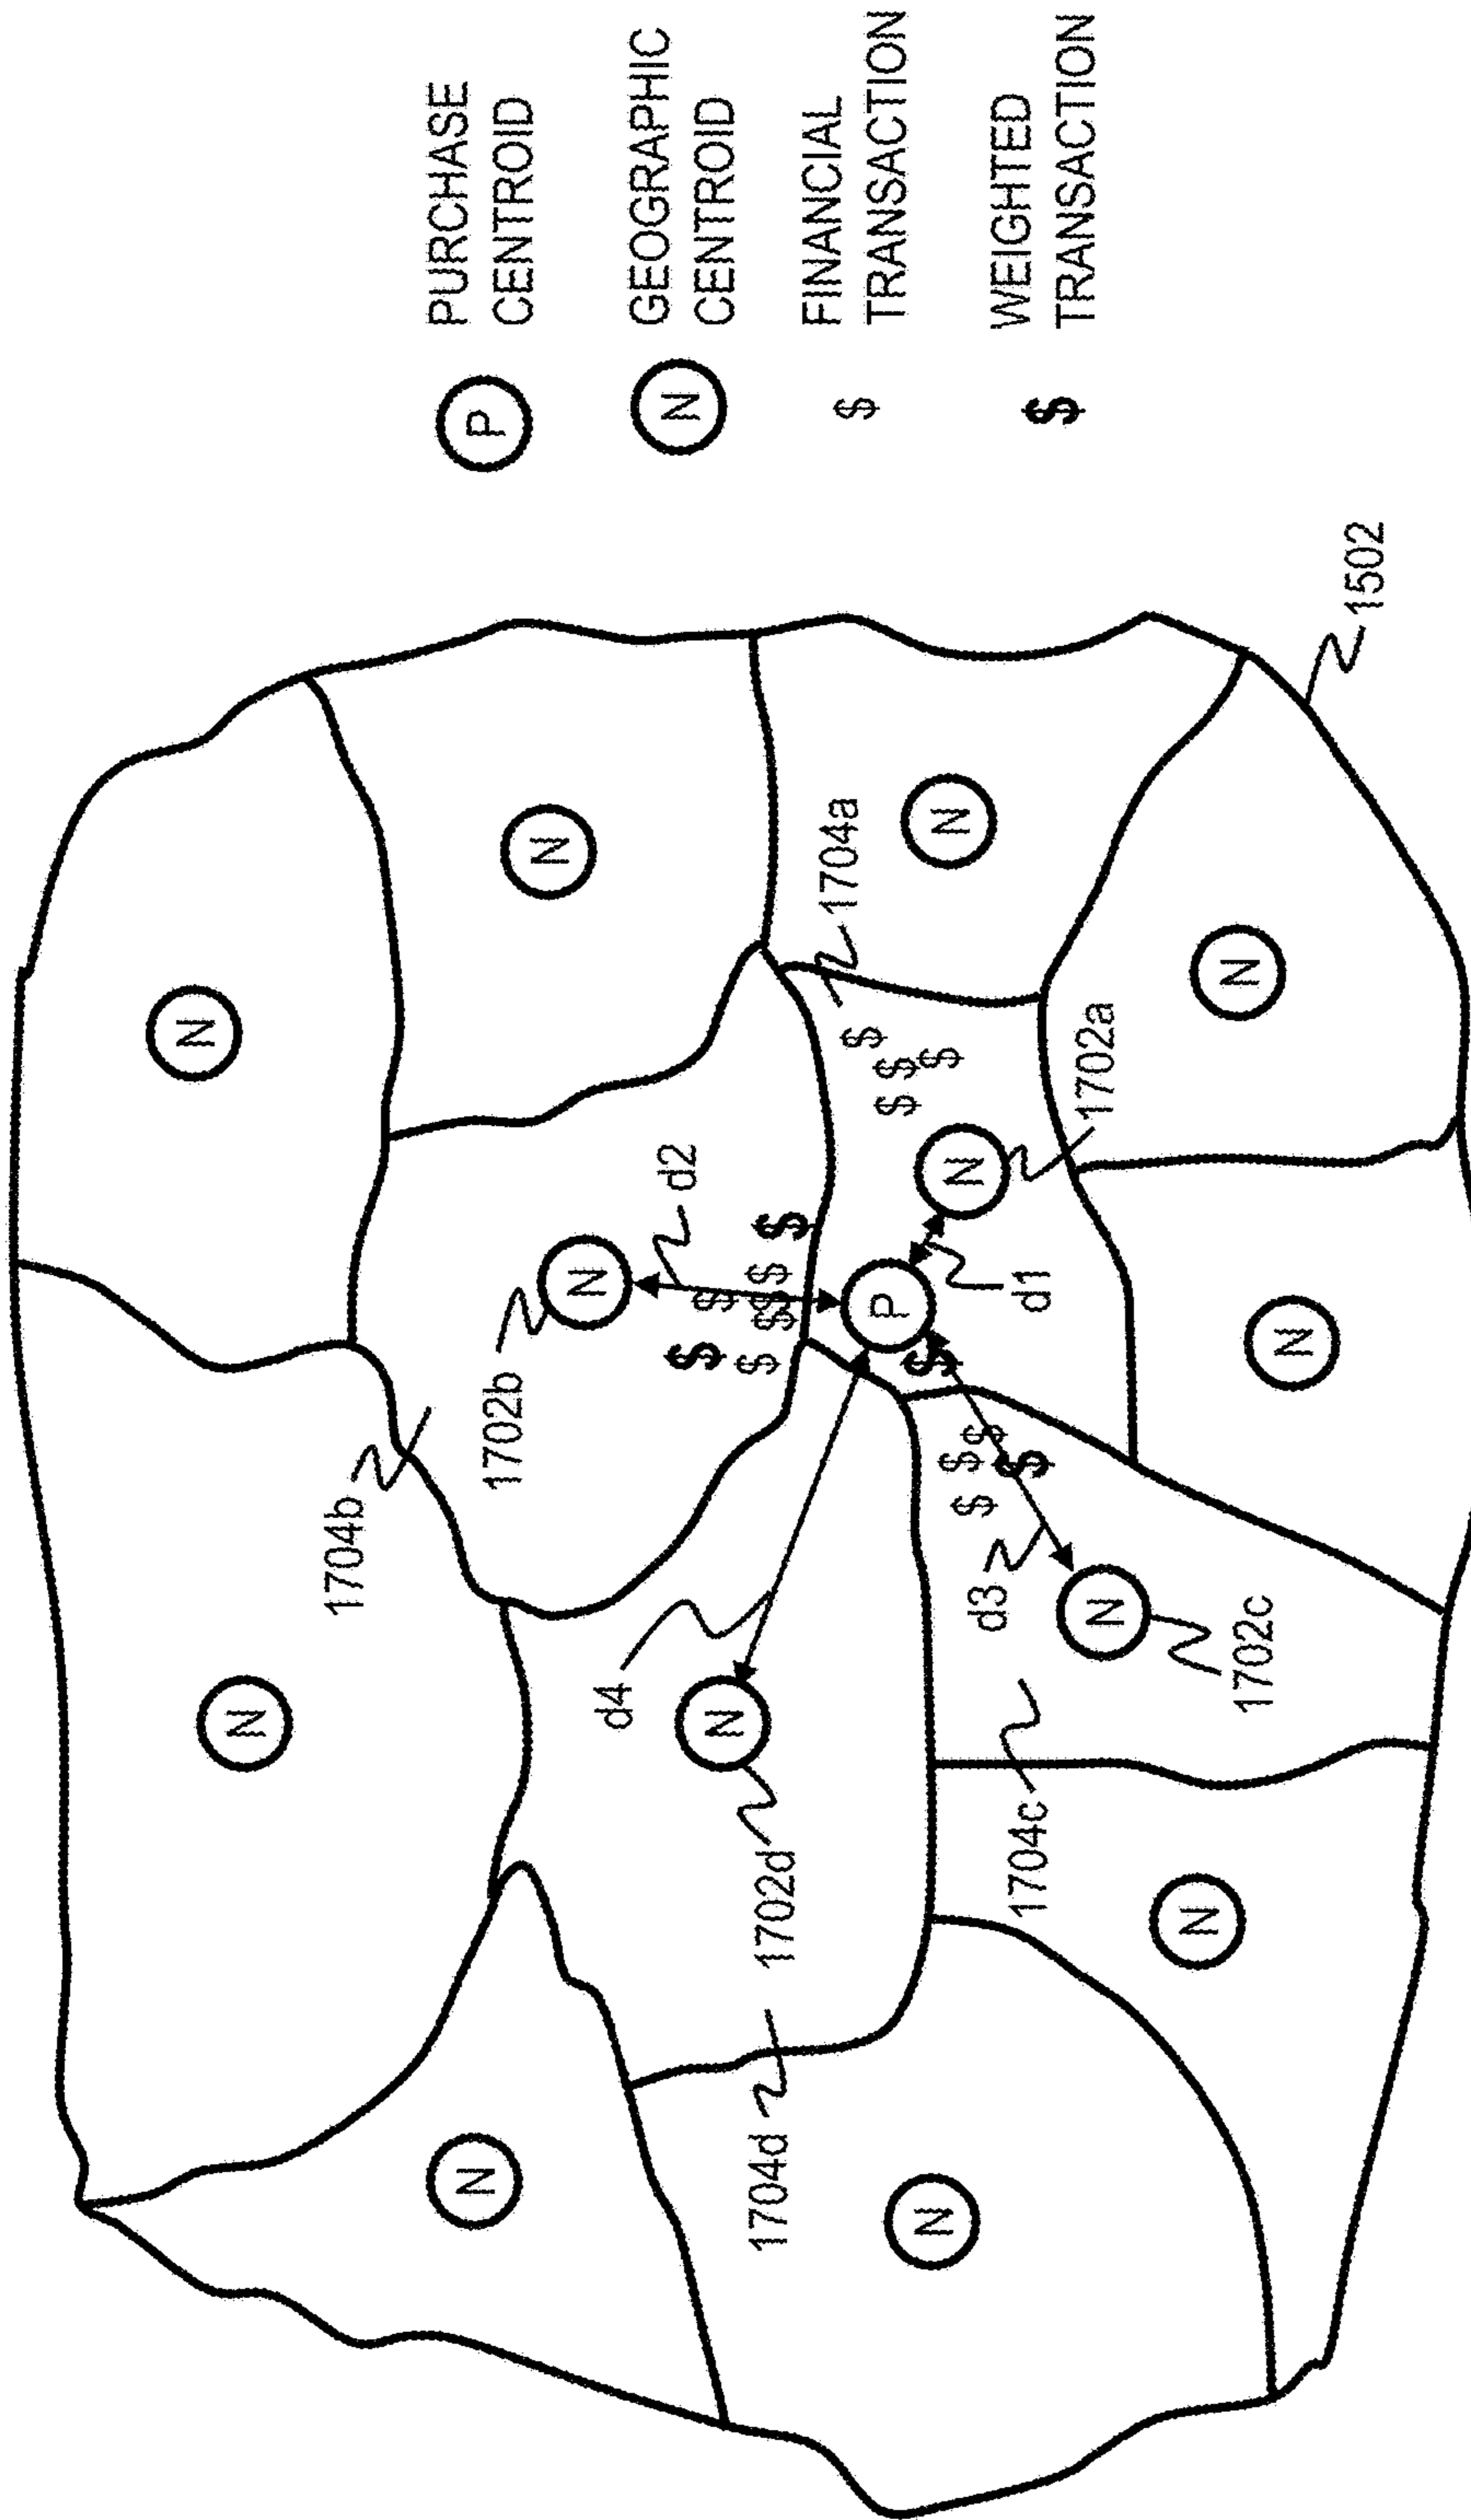 N
N
1704b
N
1702b
N
N
d4
d2
$
$
N
$
$ $ $
$
1704d
1702d
1704a
$
P
$ $
$
N
$
N
N
$ $
$
$
d3
1704c
d1
1702a
N
N
N
1702c
N
1502
P PURCHASE
CENTROID
N GEOGRAPHIC
CENTROID
$ FINANCIAL
TRANSACTION
$ WEIGHTED
TRANSACTION